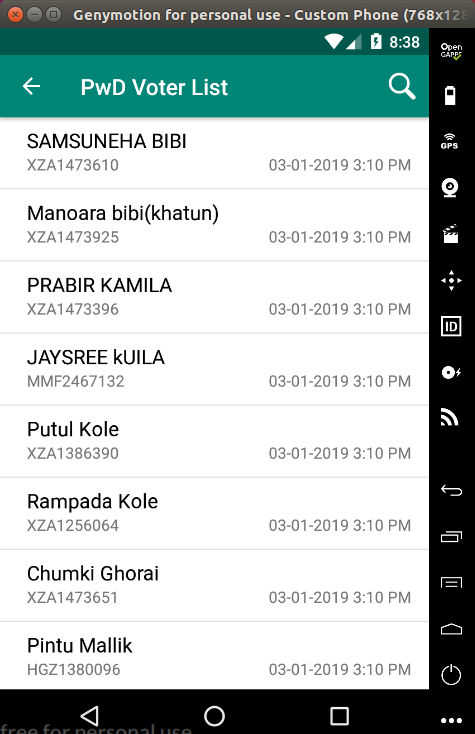 Genymotion for personal use - Custom Phone (768x128
8:38
Open
GAPPS
PwD Voter List
GPS
SAMSUNEHA BIBI
XZA1473610 03-01-2019 3:10 PM
Manoara bibi(khatun)
XZA1473925 03-01-2019 3:10 PM
PRABIR KAMILA
XZA1473396 03-01-2019 3:10 PM
ID
JAYSREE kUILA
MMF2467132 03-01-2019 3:10 PM
Putul Kole
XZA1386390 03-01-2019 3:10 PM
Rampada Kole
XZA1256064 03-01-2019 3:10 PM
Chumki Ghorai
XZA1473651 03-01-2019 3:10 PM
Pintu Mallik
HGZ1380096 03-01-2019 3:10 PM
free for personal use